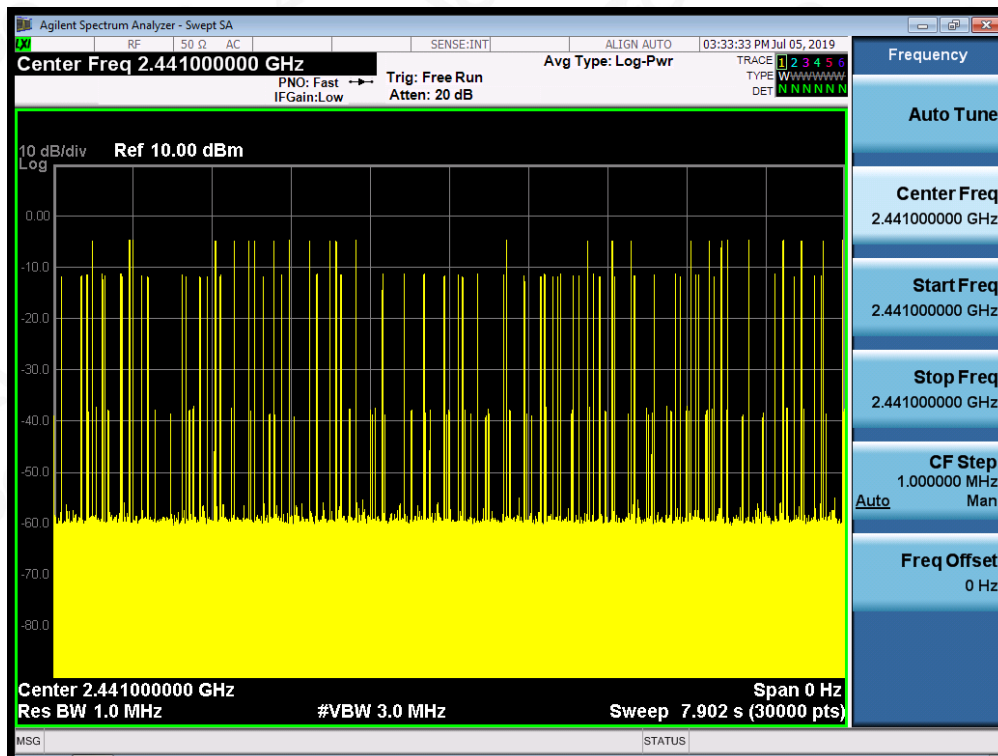 Agilent Spectrum Analyzer - Swept SA
LXI RF 50 Ω AC SENSE:INT ALIGN AUTO 03:33:33 PM Jul 05, 2019
Center Freq 2.441000000 GHz
PNO: Fast
IFGain:Low
Trig: Free Run
Atten: 20 dB
Avg Type: Log-Pwr
TRACE 1 2 3 4 5 6
TYPE WWWWWWW
DET N N N N N N
10 dB/div Ref 10.00 dBm
Log
0.00
-10.0
-20.0
-30.0
-40.0
-50.0
-60.0
-70.0
-80.0
Center 2.441000000 GHz Span 0 Hz
Res BW 1.0 MHz #VBW 3.0 MHz Sweep 7.902 s (30000 pts)
MSG STATUS
Frequency
Auto Tune
Center Freq
2.441000000 GHz
Start Freq
2.441000000 GHz
Stop Freq
2.441000000 GHz
CF Step
1.000000 MHz
Auto Man
Freq Offset
0 Hz